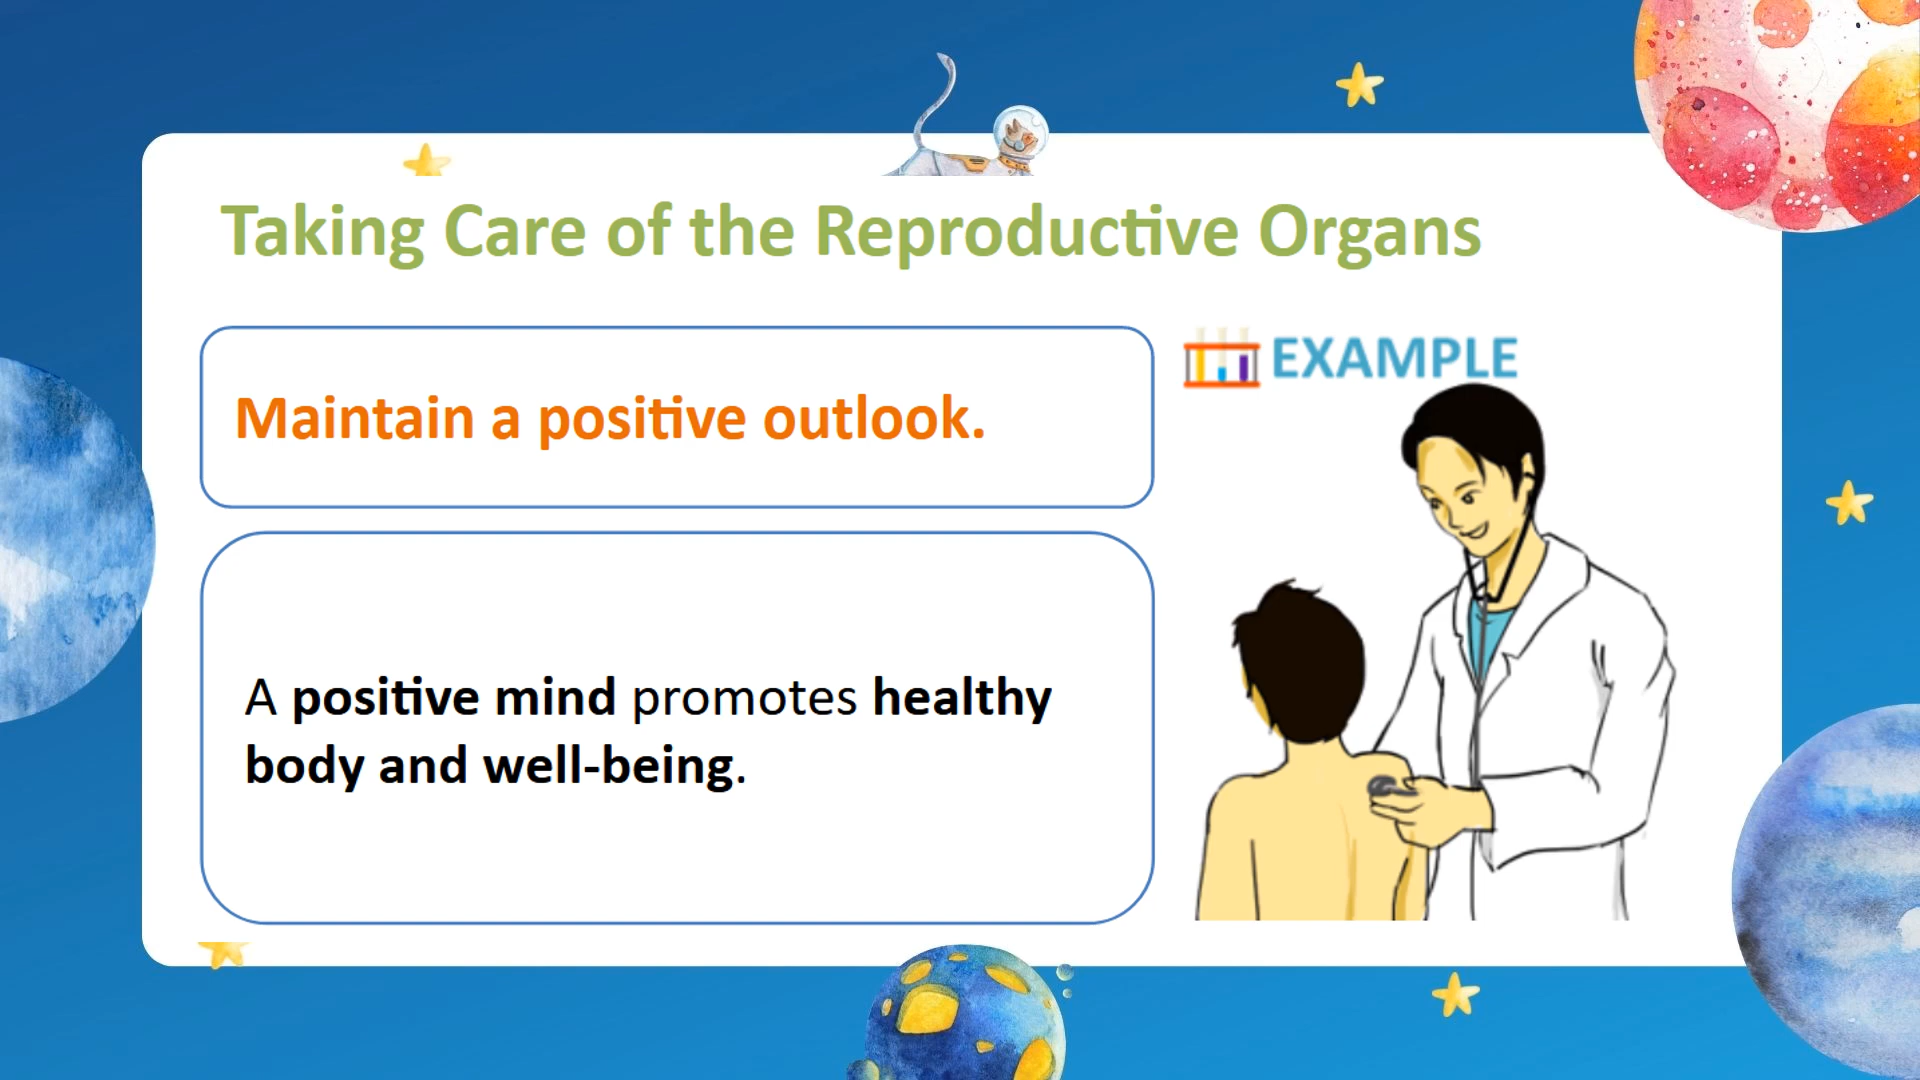 Taking Care of the Reproductive Organs
Maintain a positive outlook.
EXAMPLE
A positive mind promotes healthy
body and well-being.